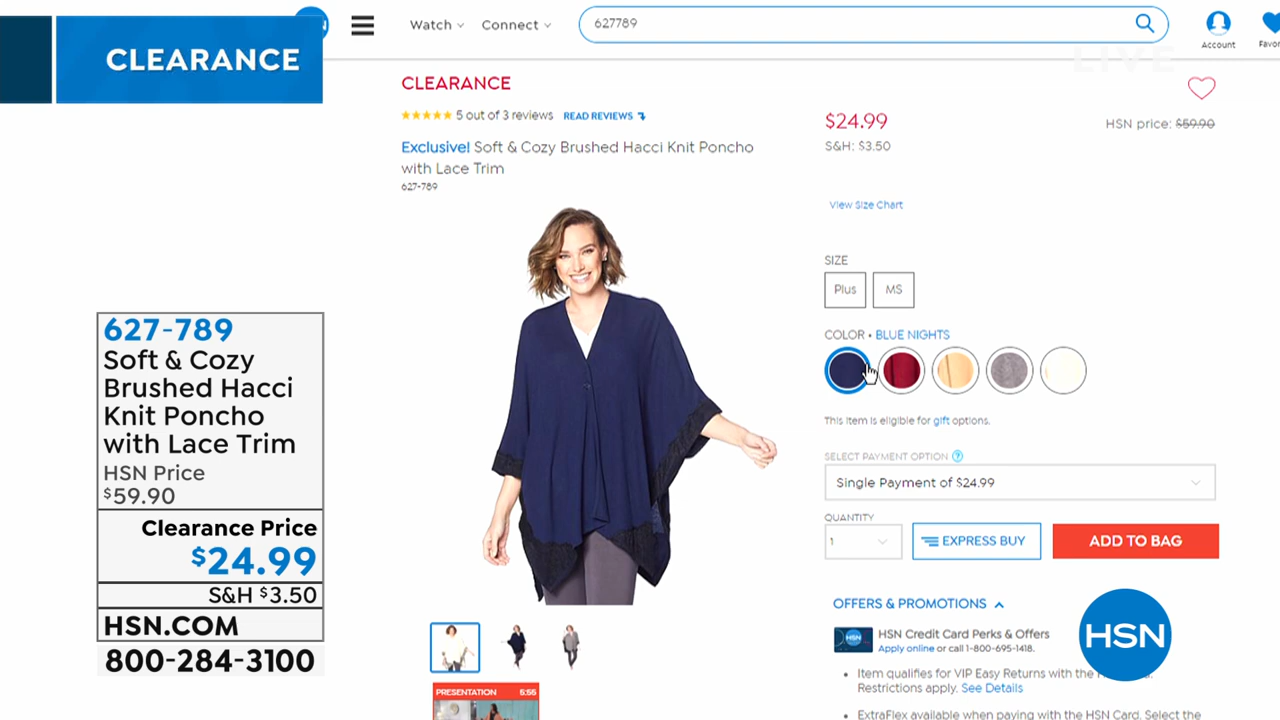 CLEARANCE
Watch
Connect
627789
Account
LIVE
CLEARANCE
5 out of 3 reviews
READ REVIEWS
Exclusive! Soft & Cozy Brushed Hacci Knit Poncho
with Lace Trim
627-789
$24.99
HSN price: $59.90
S&H: $3.50
View Size Chart
SIZE
Plus
MS
COLOR • BLUE NIGHTS
This item is eligible for gift options.
SELECT PAYMENT OPTION ?
Single Payment of $24.99
QUANTITY
1
EXPRESS BUY
ADD TO BAG
OFFERS & PROMOTIONS
HSN
HSN Credit Card Perks & Offers
Apply online or call 1-800-695-1418.
• Item qualifies for VIP Easy Returns with the
Restrictions apply. See Details
• ExtraFlex available when paying with the HSN Card. Select the
PRESENTATION 5:55
627-789
Soft & Cozy
Brushed Hacci
Knit Poncho
with Lace Trim
HSN Price
$59.90
Clearance Price
$24.99
S&H $3.50
HSN.COM
800-284-3100
HSN